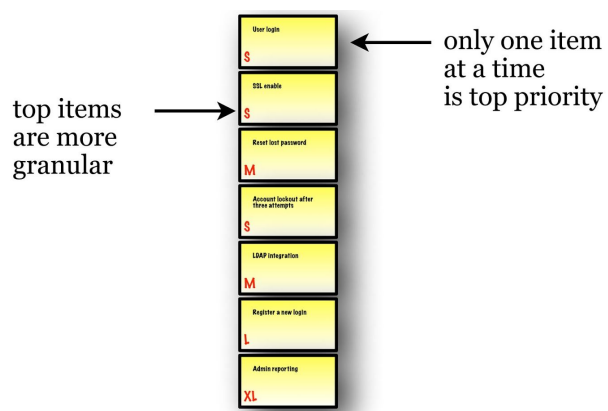 User login
S
only one item
at a time
is top priority
SSL enable
S
top items
are more
granular
Reset lost password
M
Account lockout after
three attempts
S
LDAP integration
M
Register a new login
L
Admin reporting
XL